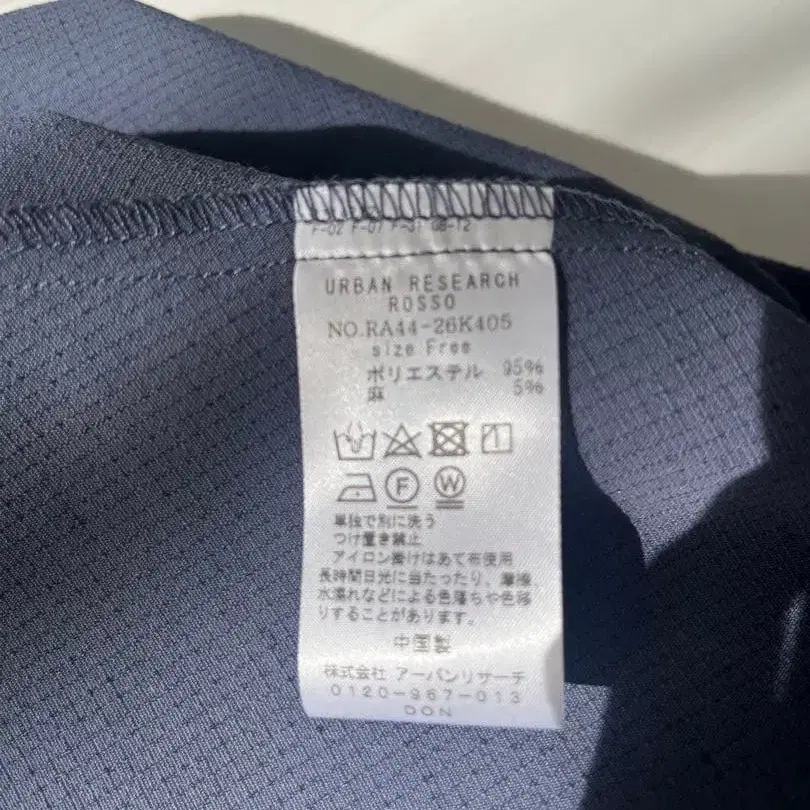 F-02 F-07 F-31 GB-12
URBAN RESEARCH
ROSSO
NO.RA44-26K405
size Free
ポリエステル 95%
麻 5%
F W
単独で別に洗う
つけ置き禁止
アイロン掛けはあて布使用
長時間日光に当たったり、摩擦、
水濡れなどによる色落ちや色移
りすることがあります。
中国製
株式会社 アーバンリサーチ
0120-967-013
DON